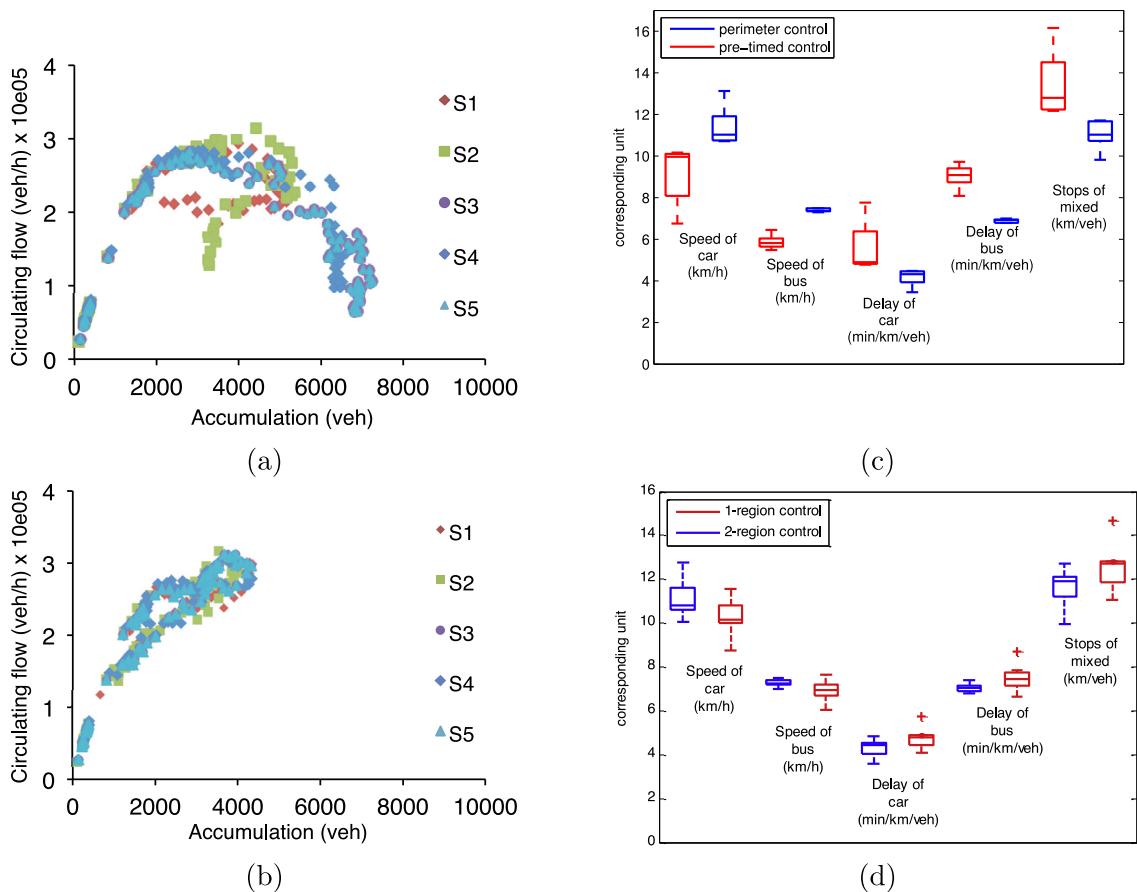 4
3
2
1
0
Circulating flow (veh/h) x 10e05
S1
S2
S3
S4
S5
0 2000 4000 6000 8000 10000
Accumulation (veh)
(a)
16
14
12
10
8
6
4
2
0
corresponding unit
perimeter control
pre-timed control
Speed of
car
(km/h)
Speed of
bus
(km/h)
Delay of
car
(min/km/veh)
Delay of
bus
(min/km/veh)
Stops of
mixed
(km/veh)
(c)
4
3
2
1
0
Circulating flow (veh/h) x 10e05
S1
S2
S3
S4
S5
0 2000 4000 6000 8000 10000
Accumulation (veh)
(b)
16
14
12
10
8
6
4
2
0
corresponding unit
1-region control
2-region control
Speed of
car
(km/h)
Speed of
bus
(km/h)
Delay of
car
(min/km/veh)
Delay of
bus
(min/km/veh)
Stops of
mixed
(km/veh)
(d)